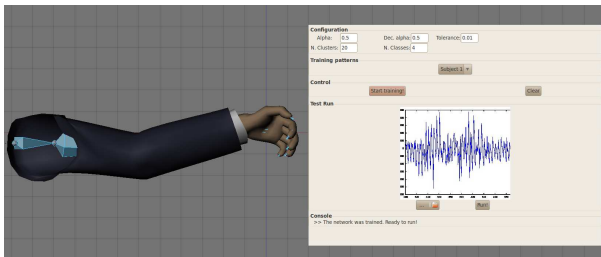 Configuration
Alpha: 0.5 Dec. alpha: 0.5 Tolerance: 0.01
N. Clusters: 20 N. Classes: 4
Training patterns
Subject 1
Control
Start training! Clear
Test Run
Run!
Console
>> The network was trained. Ready to run!